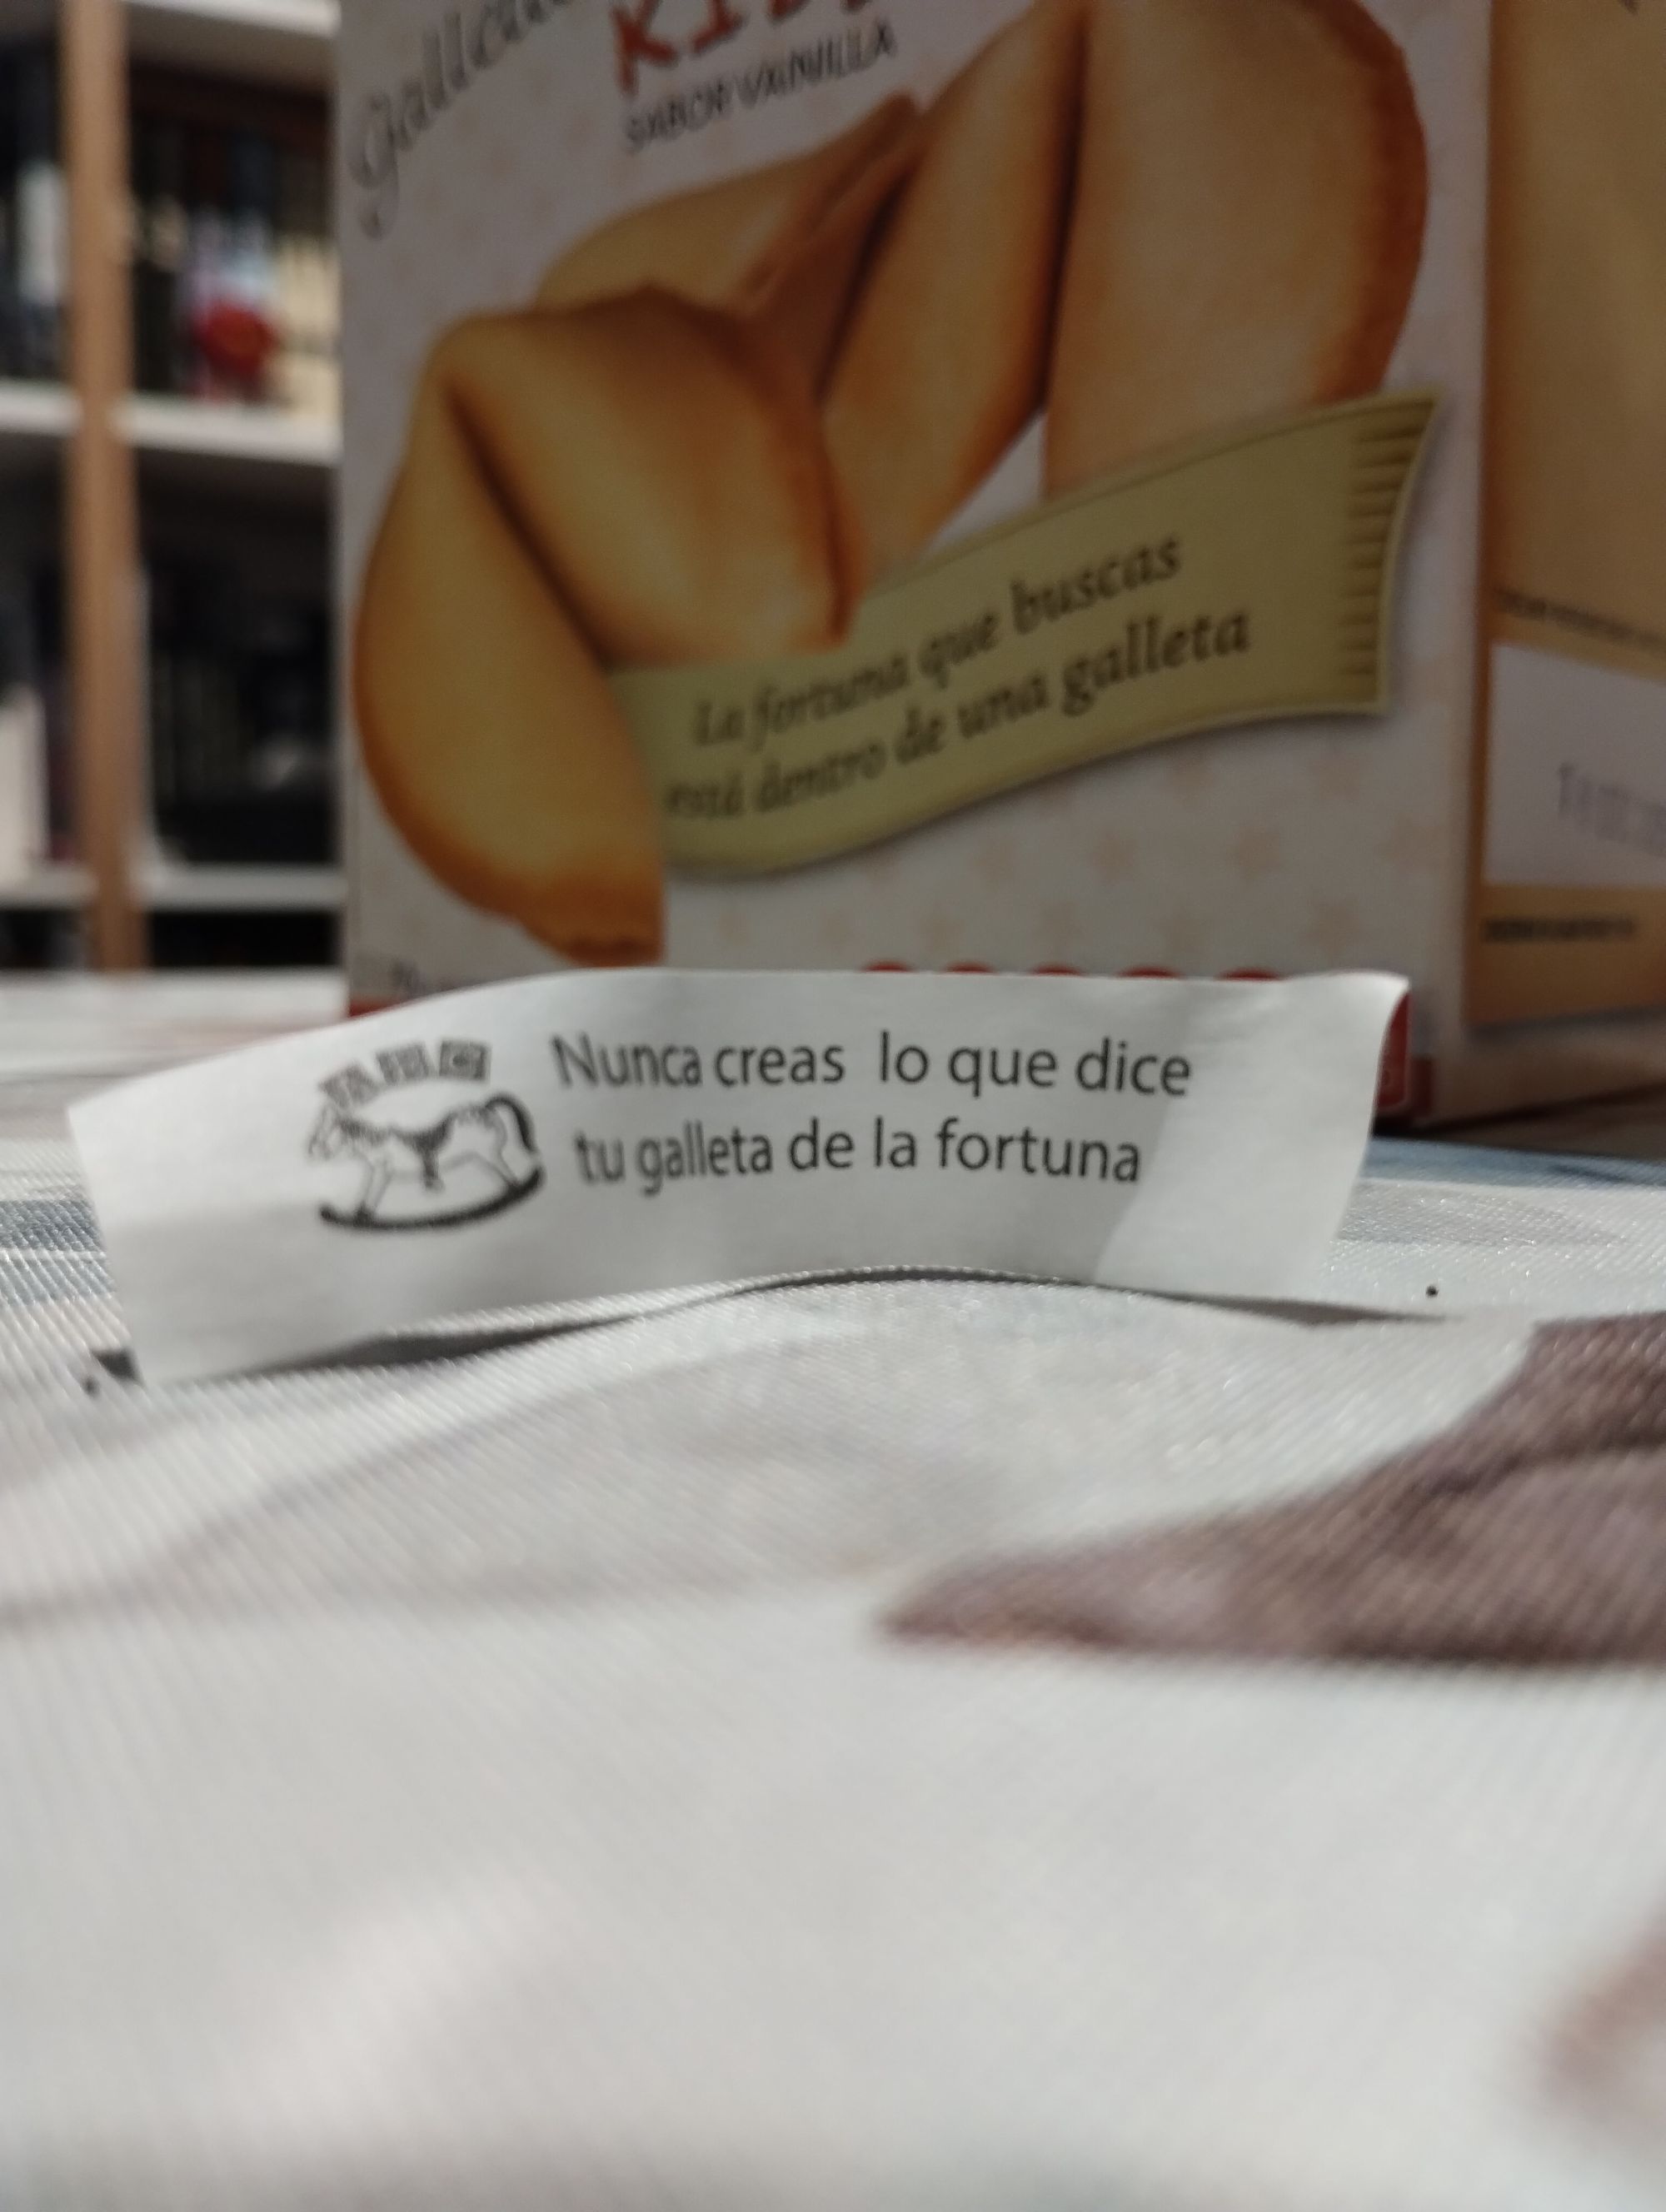 KIDS
SABOR VAINILLA
La fortuna que buscas
está dentro de una galleta
Nunca creas lo que dice
tu galleta de la fortuna